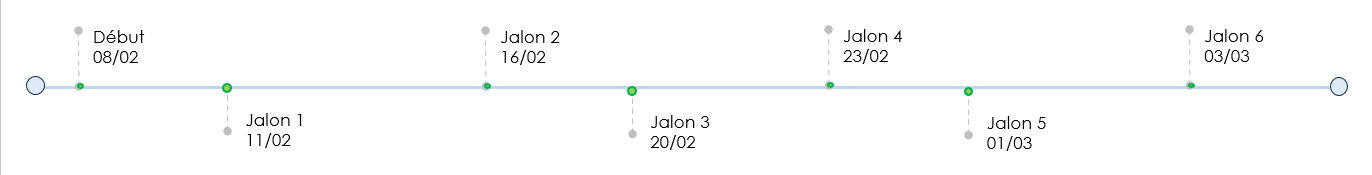 Début
08/02
Jalon 1
11/02
Jalon 2
16/02
Jalon 3
20/02
Jalon 4
23/02
Jalon 5
01/03
Jalon 6
03/03